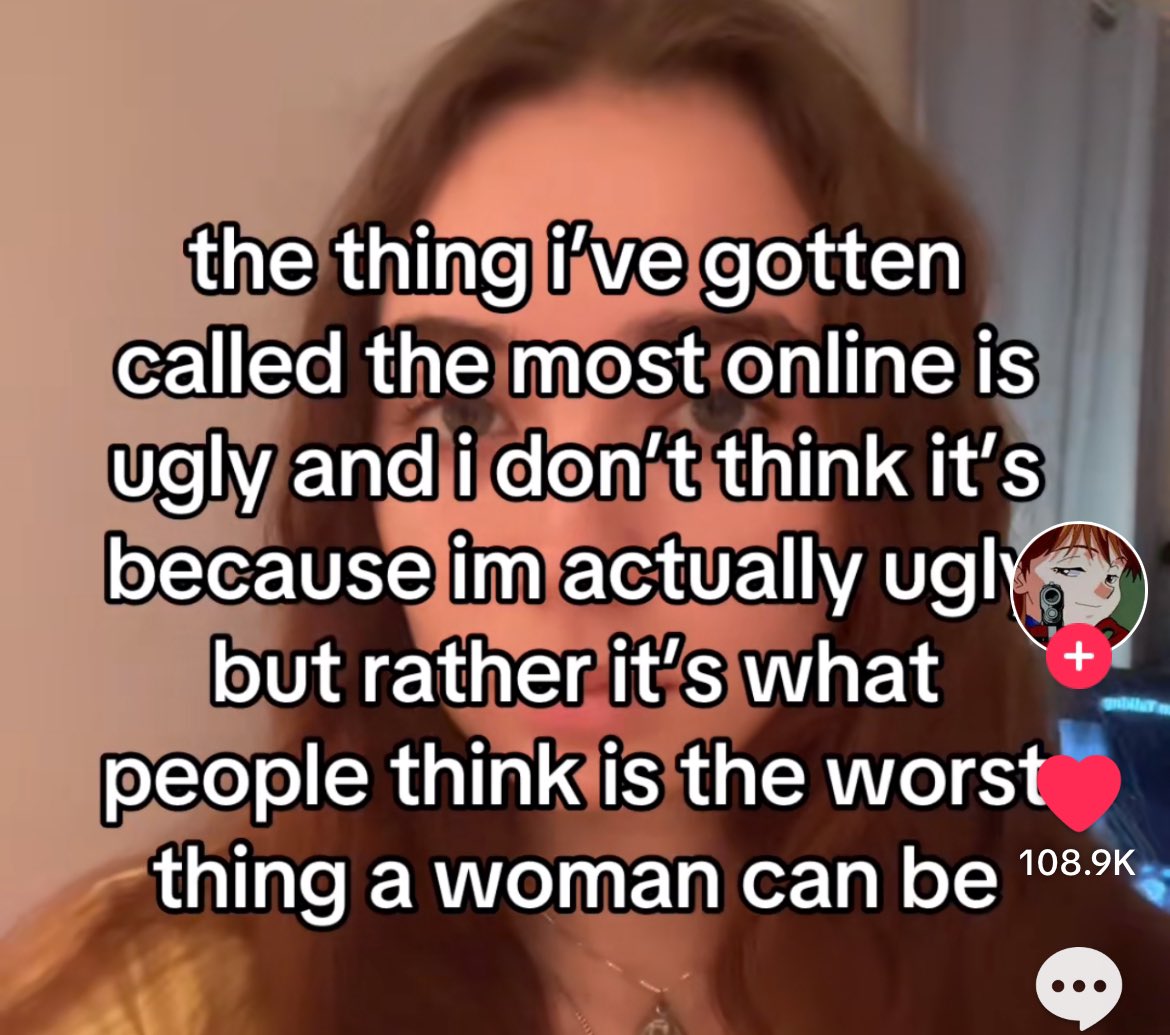 the thing i've gotten
called the most online is
ugly and i don't think it's
because im actually ugly
but rather it's what
people think is the worst
thing a woman can be
108.9K